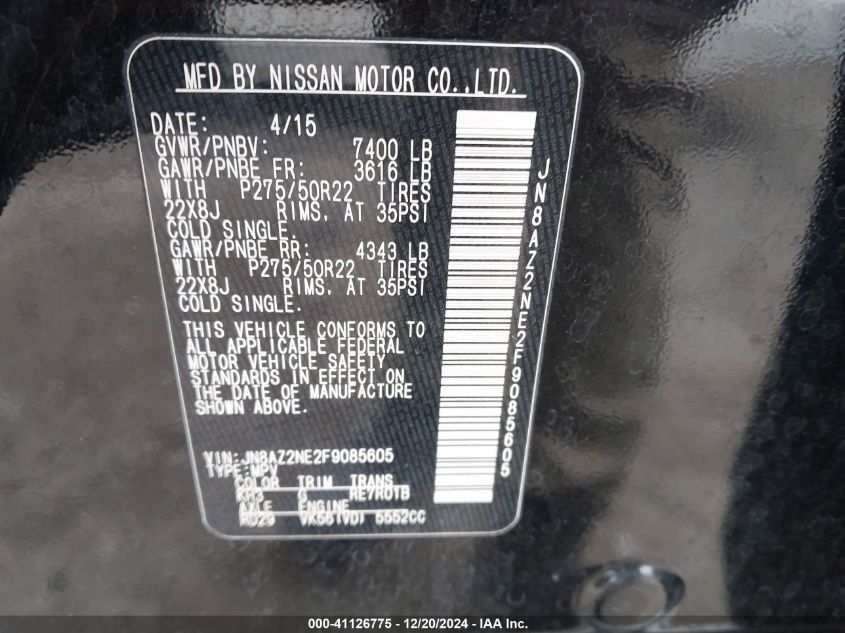 MFD BY NISSAN MOTOR CO.,LTD.
DATE: 4/15
GVWR/PNBV: 7400 LB
GAWR/PNBE FR: 3616 LB
WITH P275/50R22 TIRES
22X8J RIMS. AT 35PSI
COLD SINGLE.
GAWR/PNBE RR: 4343 LB
WITH P275/50R22 TIRES
22X8J RIMS. AT 35PSI
COLD SINGLE.
THIS VEHICLE CONFORMS TO
ALL APPLICABLE FEDERAL
MOTOR VEHICLE SAFETY
STANDARDS IN EFFECT ON
THE DATE OF MANUFACTURE
SHOWN ABOVE.
VIN:JN8AZ2NE2F9085605
TYPE:MPV
COLOR TRIM TRANS
KH3 G RE7R01B
AXLE ENGINE
RD29 VK56(VD) 5552CC
JN8AZ2NE2F9085605
000-41126775 - 12/20/2024 - IAA Inc.